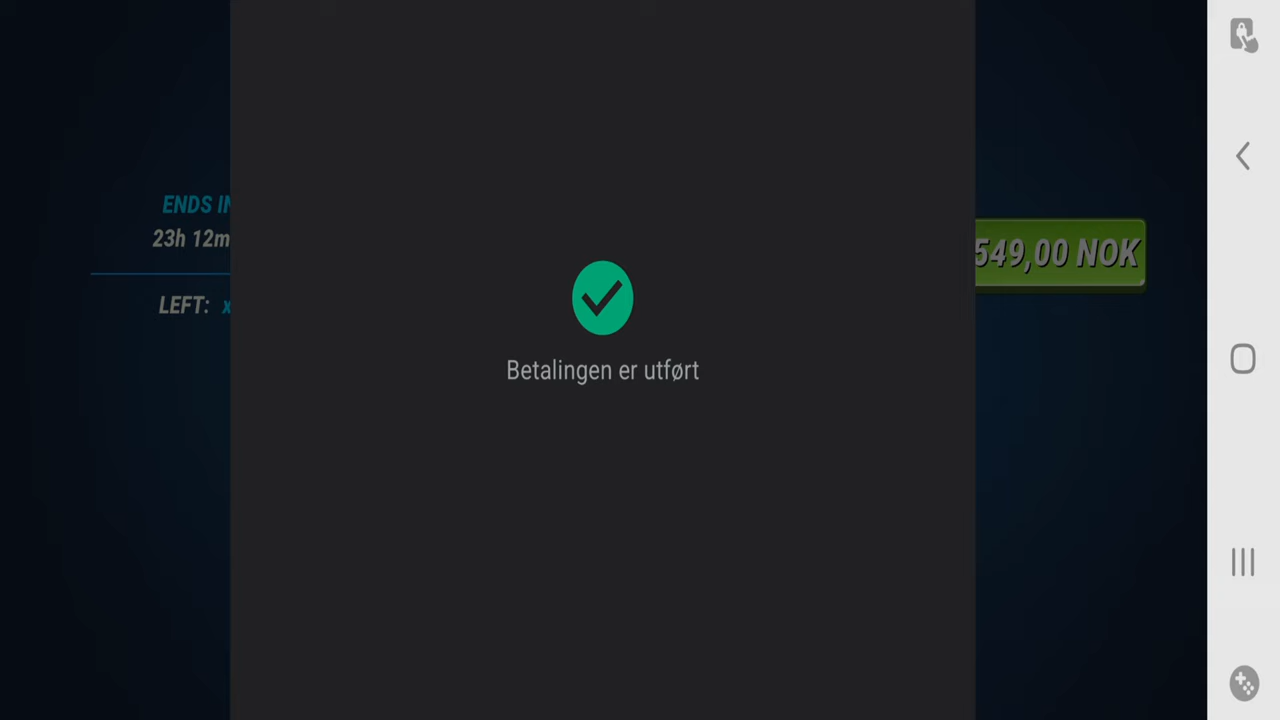 ENDS IN
23h 12m
LEFT: x
549,00 NOK
Betalingen er utført